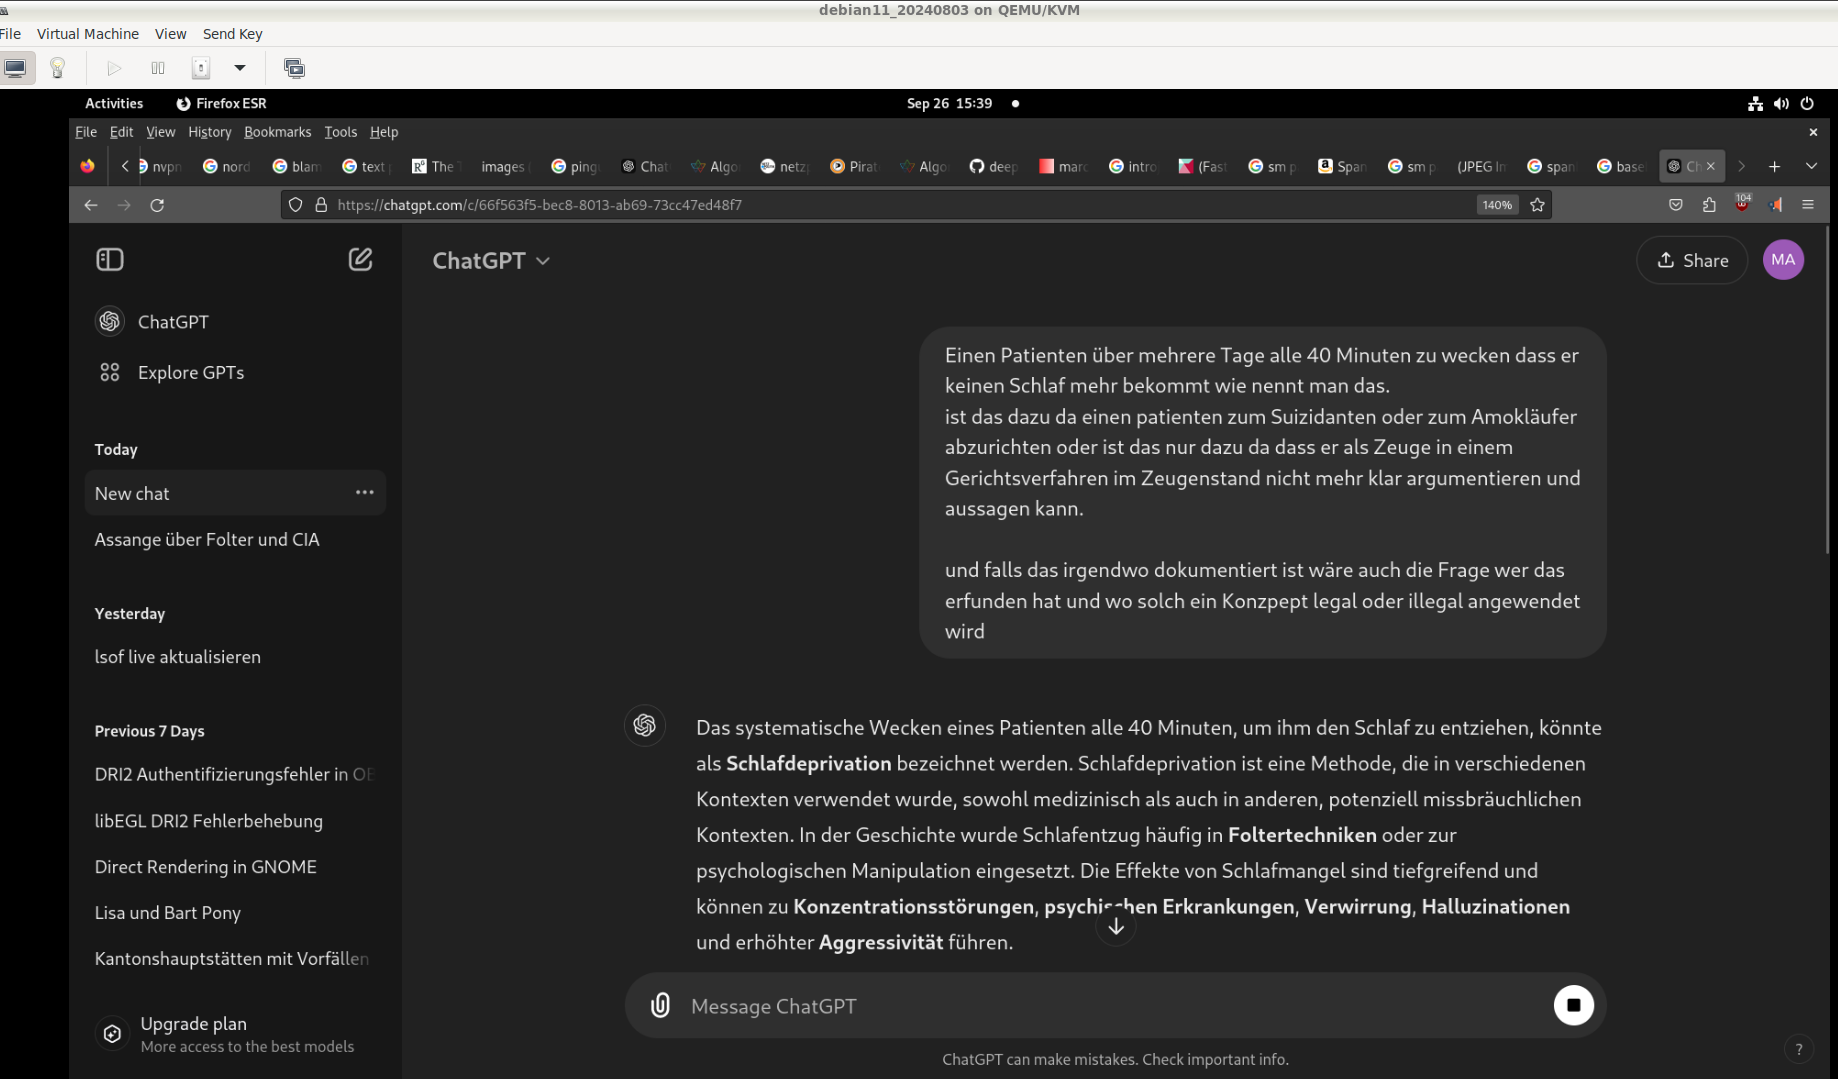 debian11_20240803 on QEMU/KVM
File Virtual Machine View Send Key
Activities Firefox ESR Sep 26 15:39
File Edit View History Bookmarks Tools Help
nvpn nord blam text The images ping Chat Algo netz Pirat Algo deep marc intro (Fast sm p Span sm p (JPEG Im span base Ch
https://chatgpt.com/c/66f563f5-bec8-8013-ab69-73cc47ed48f7 140% 104
ChatGPT Share MA
ChatGPT
Explore GPTs
Today
New chat
Assange über Folter und CIA
Yesterday
lsof live aktualisieren
Previous 7 Days
DRI2 Authentifizierungsfehler in OB
libEGL DRI2 Fehlerbehebung
Direct Rendering in GNOME
Lisa und Bart Pony
Kantonshauptstätten mit Vorfällen
Upgrade plan
More access to the best models
Einen Patienten über mehrere Tage alle 40 Minuten zu wecken dass er
keinen Schlaf mehr bekommt wie nennt man das.
ist das dazu da einen patienten zum Suizidanten oder zum Amokläufer
abzurichten oder ist das nur dazu da dass er als Zeuge in einem
Gerichtsverfahren im Zeugenstand nicht mehr klar argumentieren und
aussagen kann.
und falls das irgendwo dokumentiert ist wäre auch die Frage wer das
erfunden hat und wo solch ein Konzpept legal oder illegal angewendet
wird
Das systematische Wecken eines Patienten alle 40 Minuten, um ihm den Schlaf zu entziehen, könnte
als Schlafdeprivation bezeichnet werden. Schlafdeprivation ist eine Methode, die in verschiedenen
Kontexten verwendet wurde, sowohl medizinisch als auch in anderen, potenziell missbräuchlichen
Kontexten. In der Geschichte wurde Schlafentzug häufig in Foltertechniken oder zur
psychologischen Manipulation eingesetzt. Die Effekte von Schlafmangel sind tiefgreifend und
können zu Konzentrationsstörungen, psychischen Erkrankungen, Verwirrung, Halluzinationen
und erhöhter Aggressivität führen.
Message ChatGPT
ChatGPT can make mistakes. Check important info.
?